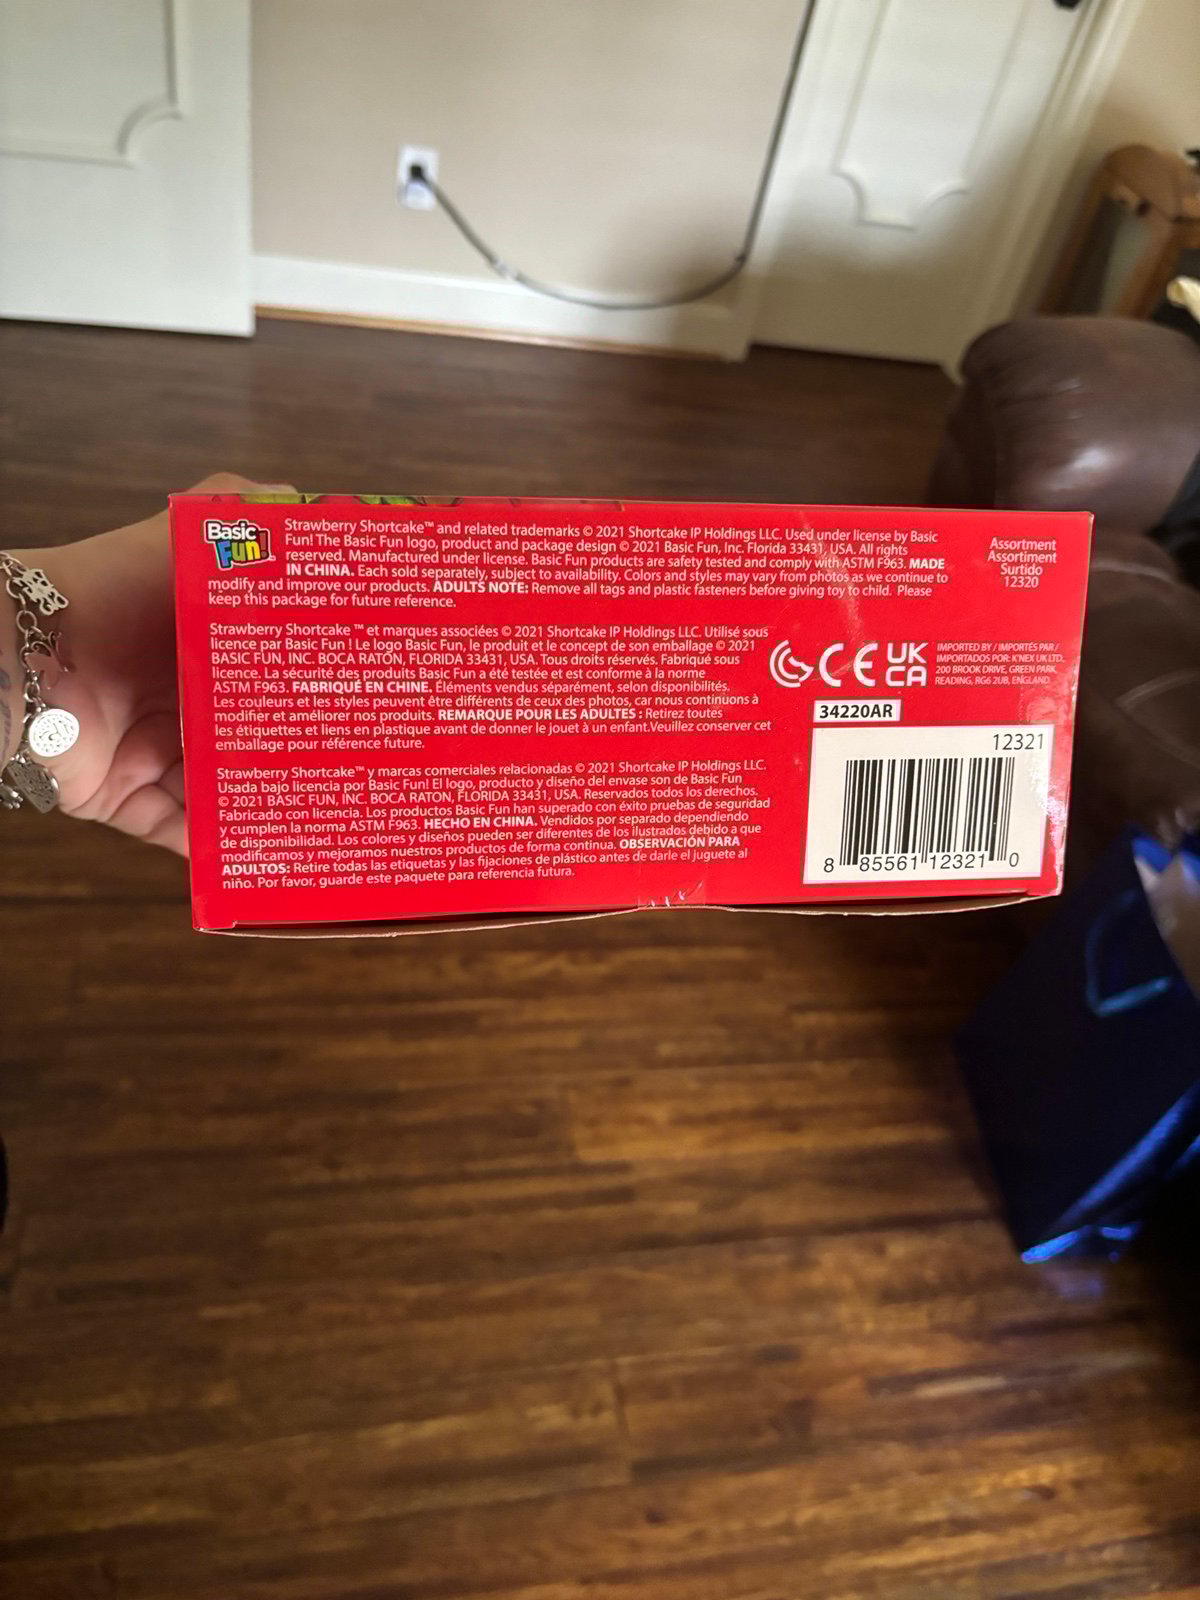 Basic
Fun!
Strawberry Shortcake™ and related trademarks © 2021 Shortcake IP Holdings LLC. Used under license by Basic
Fun! The Basic Fun logo, product and package design © 2021 Basic Fun, Inc. Florida 33431, USA. All rights
reserved. Manufactured under license. Basic Fun products are safety tested and comply with ASTM F963. MADE
IN CHINA. Each sold separately, subject to availability. Colors and styles may vary from photos as we continue to
modify and improve our products. ADULTS NOTE: Remove all tags and plastic fasteners before giving toy to child. Please
keep this package for future reference.
Assortment
Assortiment
Surtido
12320
Strawberry Shortcake ™ et marques associées © 2021 Shortcake IP Holdings LLC. Utilisé sous
licence par Basic Fun ! Le logo Basic Fun, le produit et le concept de son emballage © 2021
BASIC FUN, INC. BOCA RATON, FLORIDA 33431, USA. Tous droits réservés. Fabriqué sous
licence. La sécurité des produits Basic Fun a été testée et est conforme à la norme
ASTM F963. FABRIQUÉ EN CHINE. Éléments vendus séparément, selon disponibilités.
Les couleurs et les styles peuvent être différents de ceux des photos, car nous continuons à
modifier et améliorer nos produits. REMARQUE POUR LES ADULTES : Retirez toutes
les étiquettes et liens en plastique avant de donner le jouet à un enfant.Veuillez conserver cet
emballage pour référence future.
CE
UK
CA
IMPORTED BY / IMPORTÉS PAR /
IMPORTADOS POR: K'NEX UK LTD,
200 BROOK DRIVE, GREEN PARK,
READING, RG6 2UB, ENGLAND
34220AR
12321
8 85561 12321 0
Strawberry Shortcake™ y marcas comerciales relacionadas © 2021 Shortcake IP Holdings LLC.
Usada bajo licencia por Basic Fun! El logo, producto y diseño del envase son de Basic Fun
© 2021 BASIC FUN, INC. BOCA RATON, FLORIDA 33431, USA. Reservados todos los derechos.
Fabricado con licencia. Los productos Basic Fun han superado con éxito pruebas de seguridad
y cumplen la norma ASTM F963. HECHO EN CHINA. Vendidos por separado dependiendo
de disponibilidad. Los colores y diseños pueden ser diferentes de los ilustrados debido a que
modificamos y mejoramos nuestros productos de forma continua. OBSERVACIÓN PARA
ADULTOS: Retire todas las etiquetas y las fijaciones de plástico antes de darle el juguete al
niño. Por favor, guarde este paquete para referencia futura.